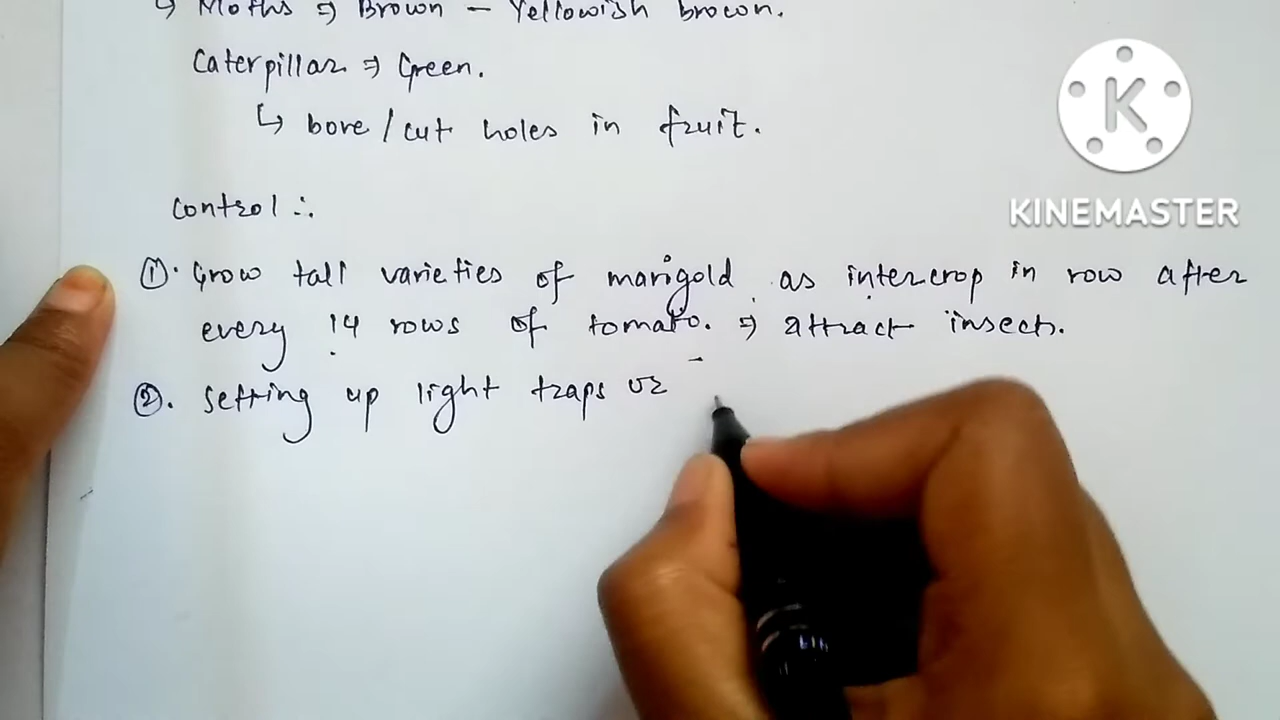 ↳ Moths ⇒ Brown - Yellowish brown.
Caterpillar ⇒ Green.
↳ bore/cut holes in fruit.
K
KINEMASTER
Control ∴
①. Grow tall varieties of marigold as intercrop in row after
every 14 rows of tomato. ⇒ attract insects.
②. Setting up light traps or